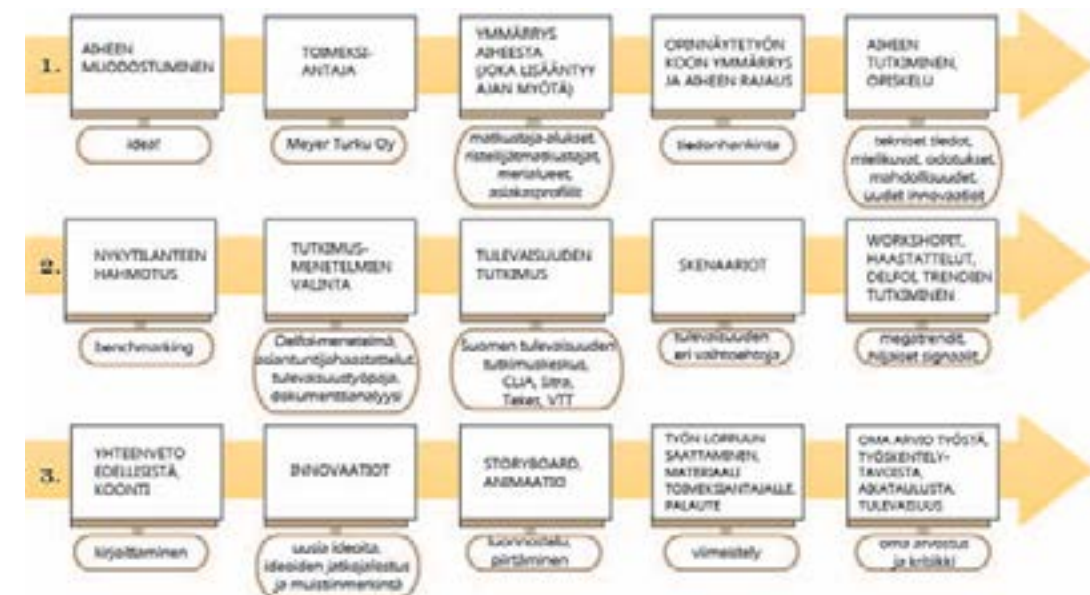 1.
AIHEEN
MUODOSTUMINEN
ideat
TOIMEKSI-
ANTAJA
Meyer Turku Oy
YMMÄRRYS
AIHEESTA
(JOKA LISÄÄNTYY
AJAN MYÖTÄ)
matkustaja-alukset,
risteilijätmatkustajat,
merialueet,
asiakasprofiilit
OPINNÄYTETYÖN
KOON YMMÄRRYS
JA AIHEEN RAJAUS
tiedonhankinta
AIHEEN
TUTKIMINEN,
OPISKELU
tekniset tiedot,
mielikuvat, odotukset,
mahdollisuudet,
uudet innovaatiot
2.
NYKYTILANTEEN
HAHMOTUS
benchmarking
TUTKIMUS-
MENETELMIEN
VALINTA
Delfoi-menetelmä,
asiantuntijahaastattelut,
tulevaisuustyöpaja,
dokumenttianalyysi
TULEVAISUUDEN
TUTKIMUS
Suomen tulevaisuuden
tutkimuskeskus,
CLIA, Sitra,
Tekes, VTT
SKENAARIOT
tulevaisuuden
eri vaihtoehtoja
WORKSHOPIT,
HAASTATTELUT,
DELFOI, TRENDIEN
TUTKIMINEN
megatrendit,
hiljaiset signaalit,
3.
YHTEENVETO
EDELLISISTÄ,
KOONTI
kirjoittaminen
INNOVAATIOT
uusia ideoita,
ideoiden jatkojalostus
ja muistiinmerkintä
STORYBOARD,
ANIMAATIO
luonnostelu,
piirtäminen
TYÖN LOPPUUN
SAATTAMINEN,
MATERIAALI
TOIMEKSIANTAJALLE,
PALAUTE
viimeistely
OMA ARVIO TYÖSTÄ,
TYÖSKENTELY-
TAVOISTA,
AIKATAULUSTA,
TULEVAISUUS
oma arvostus
ja kritiikki